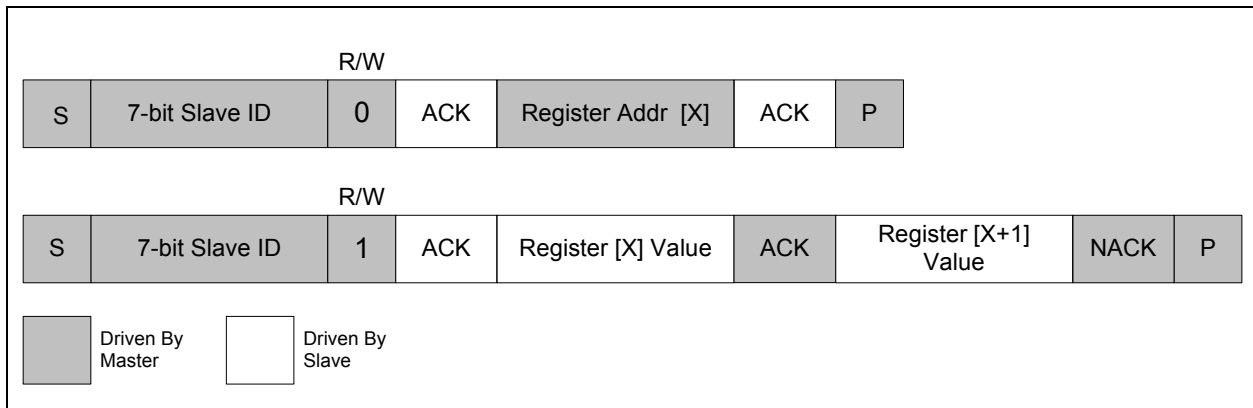 R/W
S 7-bit Slave ID 0 ACK Register Addr [X] ACK P
R/W
S 7-bit Slave ID 1 ACK Register [X] Value ACK Register [X+1] Value NACK P
Driven By
Master
Driven By
Slave